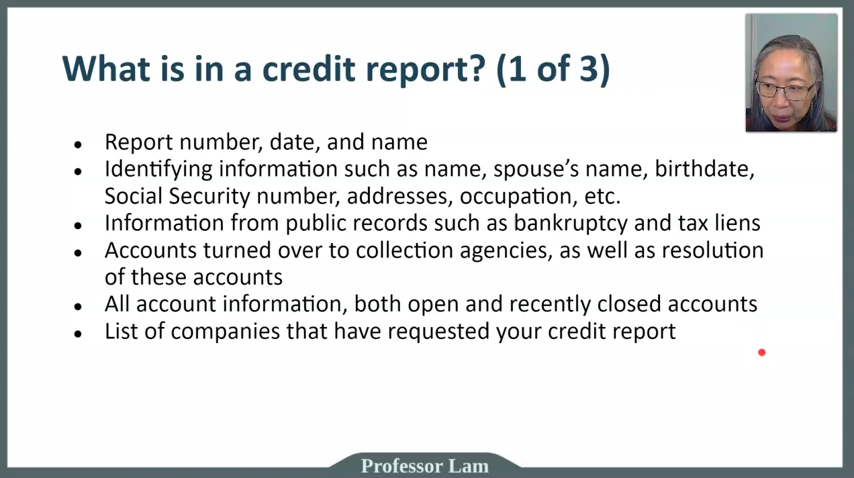 What is in a credit report? (1 of 3)
• Report number, date, and name
• Identifying information such as name, spouse’s name, birthdate,
Social Security number, addresses, occupation, etc.
• Information from public records such as bankruptcy and tax liens
• Accounts turned over to collection agencies, as well as resolution
of these accounts
• All account information, both open and recently closed accounts
• List of companies that have requested your credit report
Professor Lam